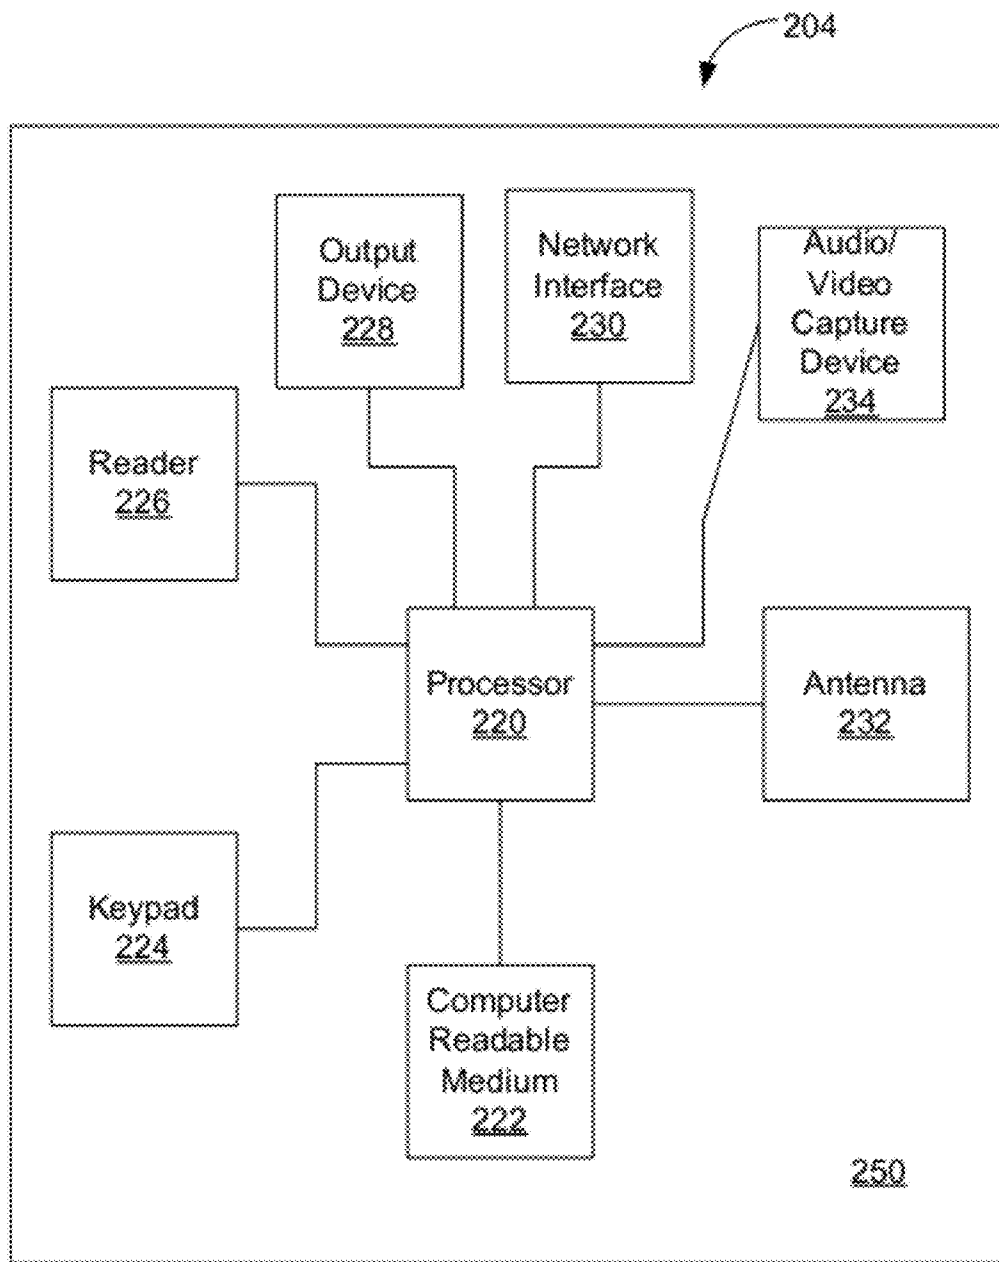 204
Output
Device
228
Network
Interface
230
Audio/
Video
Capture
Device
234
Reader
226
Processor
220
Antenna
232
Keypad
224
Computer
Readable
Medium
222
250